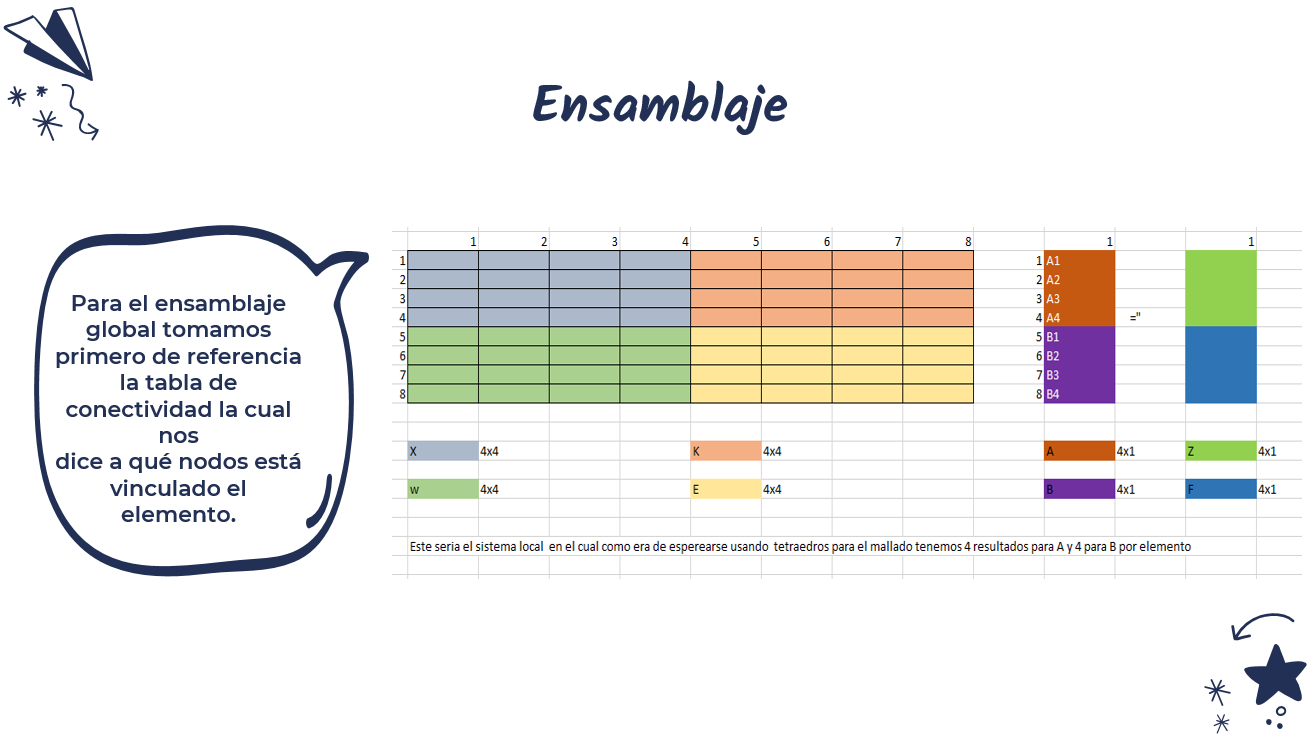 Ensamblaje
Para el ensamblaje
global tomamos
primero de referencia
la tabla de
conectividad la cual
nos
dice a qué nodos está
vinculado el
elemento.
1 2 3 4 5 6 7 8 1 1
1 1 A1
2 2 A2
3 3 A3
4 4 A4 ="
5 5 B1
6 6 B2
7 7 B3
8 8 B4
X 4x4 K 4x4 A 4x1 Z 4x1
w 4x4 E 4x4 B 4x1 F 4x1
Este seria el sistema local en el cual como era de esperearse usando tetraedros para el mallado tenemos 4 resultados para A y 4 para B por elemento